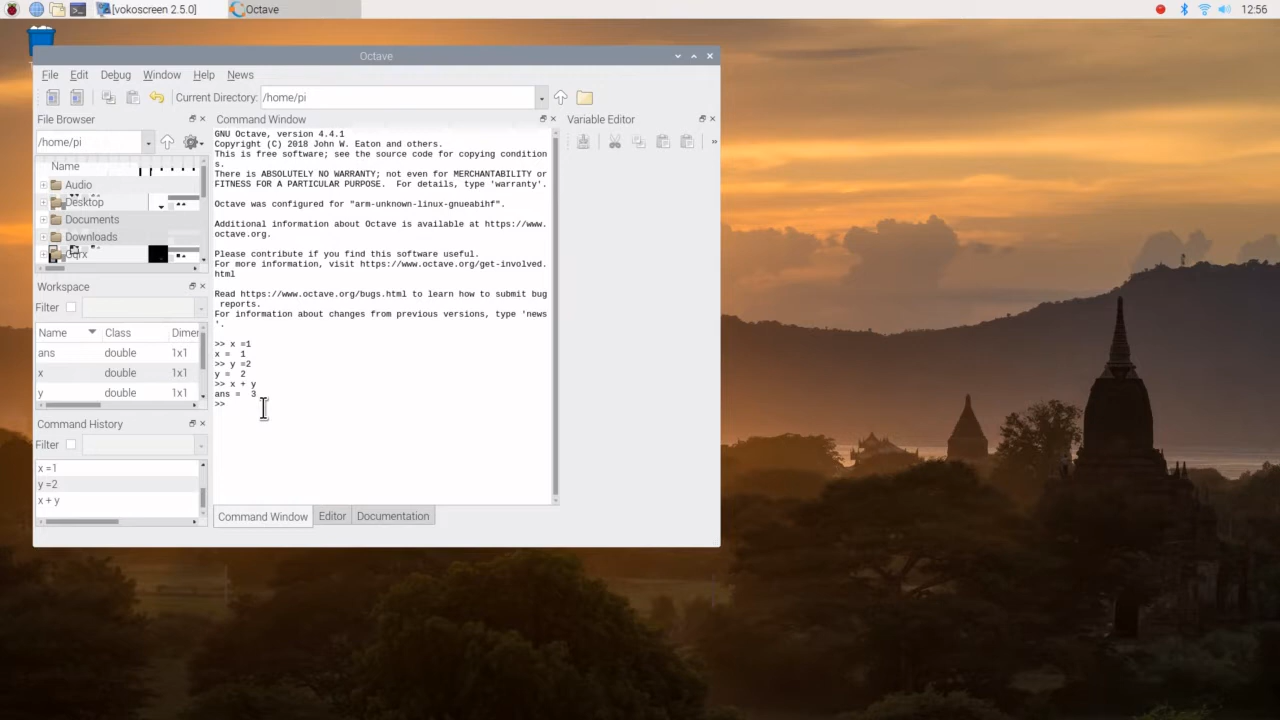 [vokoscreen 2.5.0]
Octave
12:56
Octave
File Edit Debug Window Help News
Current Directory: /home/pi
File Browser
/home/pi
Name
Audio
Desktop
Documents
Downloads
Workspace
Filter
Name Class Dimer
ans double 1x1
x double 1x1
y double 1x1
Command History
Filter
x =1
y =2
x + y
Command Window
GNU Octave, version 4.4.1
Copyright (C) 2018 John W. Eaton and others.
This is free software; see the source code for copying condition
s.
There is ABSOLUTELY NO WARRANTY; not even for MERCHANTABILITY or
FITNESS FOR A PARTICULAR PURPOSE.  For details, type 'warranty'.
Octave was configured for "arm-unknown-linux-gnueabihf".
Additional information about Octave is available at https://www.
octave.org.
Please contribute if you find this software useful.
For more information, visit https://www.octave.org/get-involved.
html
Read https://www.octave.org/bugs.html to learn how to submit bug
reports.
For information about changes from previous versions, type 'news
'.
>> x =1
x =  1
>> y =2
y =  2
>> x + y
ans =  3
>>
Command Window Editor Documentation
Variable Editor
»